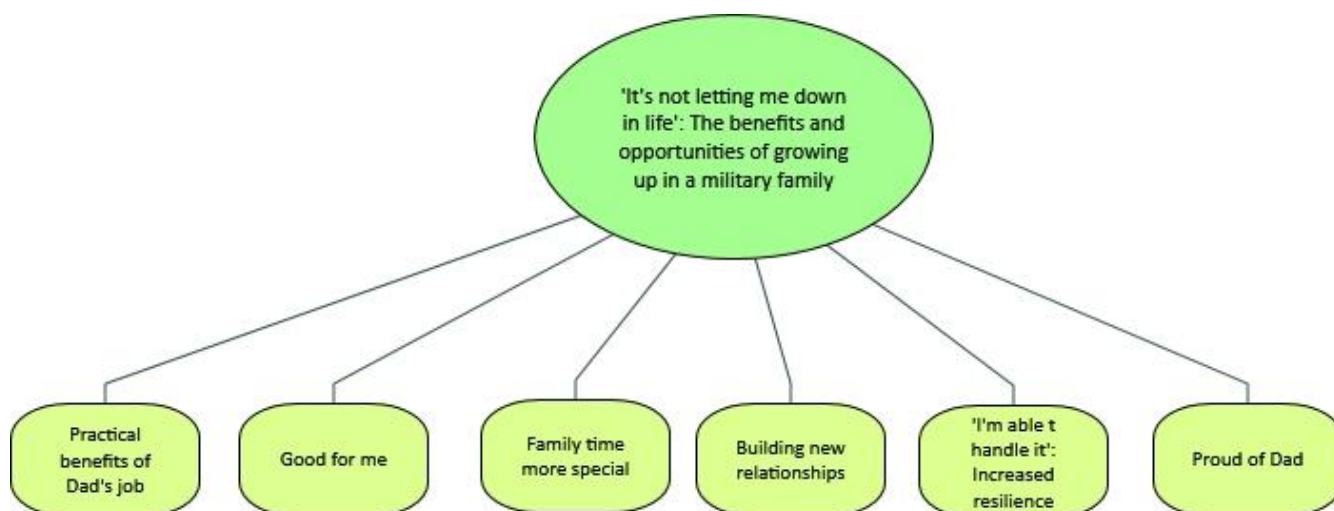 'It's not letting me down
in life': The benefits and
opportunities of growing
up in a military family
Practical
benefits of
Dad's job
Good for me
Family time
more special
Building new
relationships
'I'm able t
handle it':
Increased
resilience
Proud of Dad